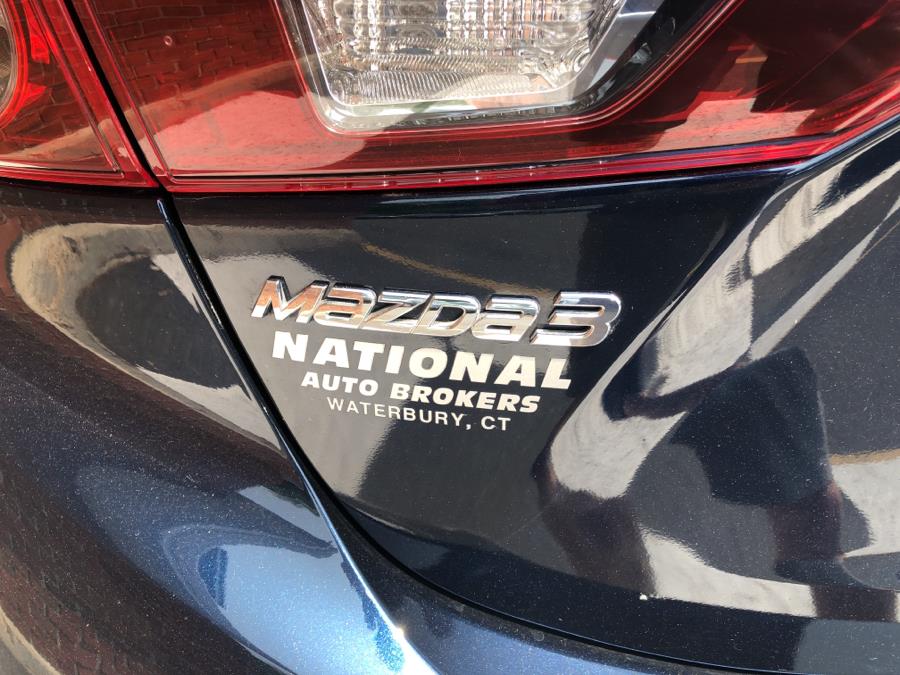 mazda3
NATIONAL
AUTO BROKERS
WATERBURY, CT